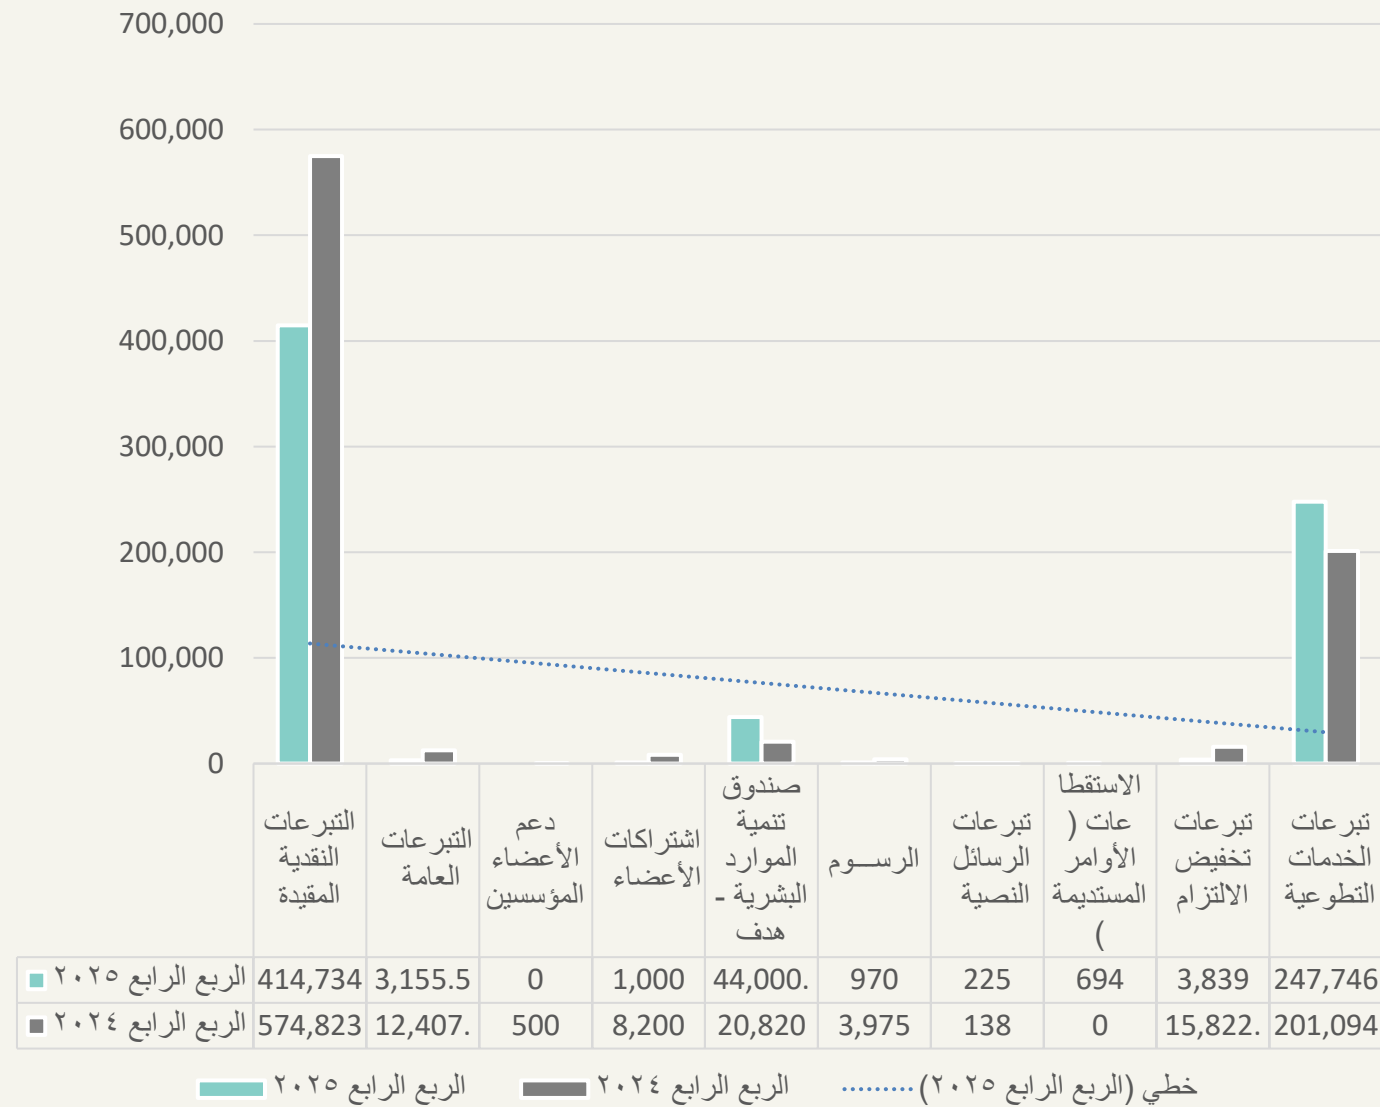 700,000
600,000
500,000
400,000
300,000
200,000
100,000
0
التبرعات
النقدية
المقيدة
التبرعات
العامة
دعم
الأعضاء
المؤسسين
اشتراكات
الأعضاء
صندوق
تنمية
الموارد
البشرية -
هدف
الرســوم
تبرعات
الرسائل
النصية
الاستقطا
عات (
الأوامر
المستديمة
)
تبرعات
تخفيض
الالتزام
تبرعات
الخدمات
التطوعية
الربع الرابع ٢٠٢٥ 414,734 3,155.5 0 1,000 44,000. 970 225 694 3,839 247,746
الربع الرابع ٢٠٢٤ 574,823 12,407. 500 8,200 20,820 3,975 138 0 15,822. 201,094
الربع الرابع ٢٠٢٥ الربع الرابع ٢٠٢٤ خطي (الربع الرابع ٢٠٢٥)